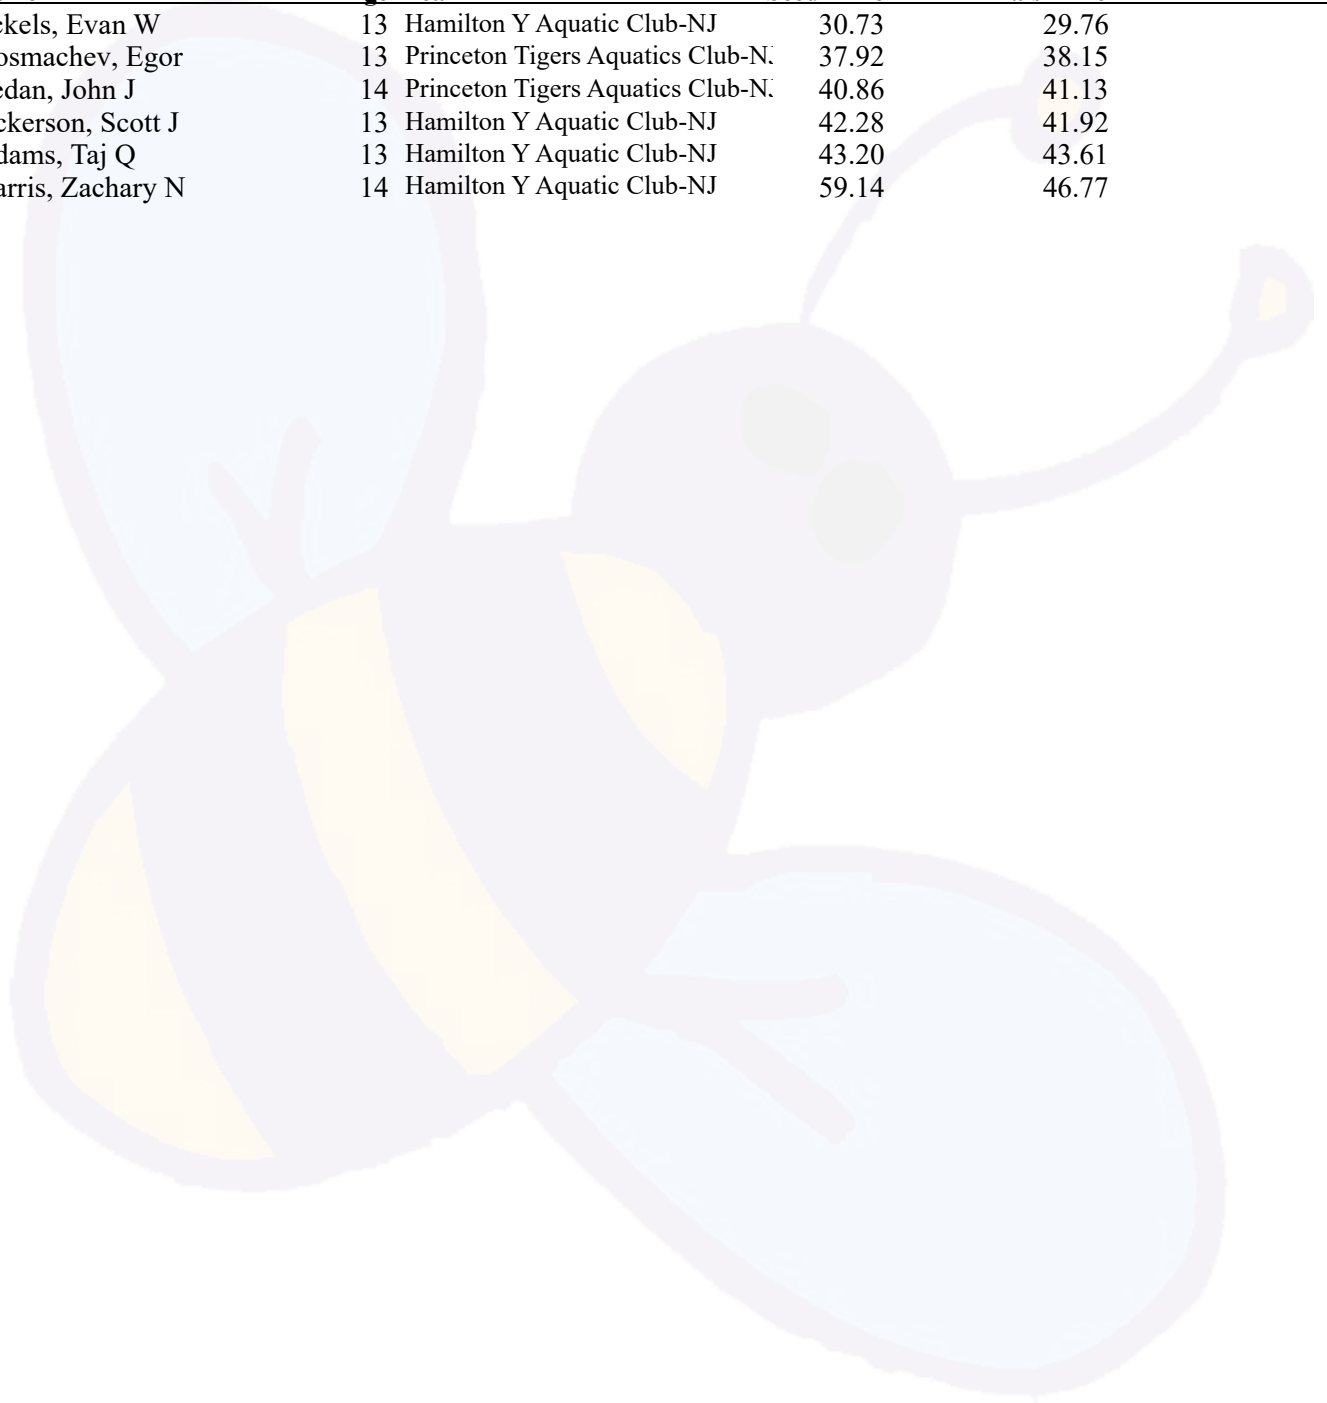 ckels, Evan W 13 Hamilton Y Aquatic Club-NJ 30.73 29.76
osmachev, Egor 13 Princeton Tigers Aquatics Club-NJ 37.92 38.15
edan, John J 14 Princeton Tigers Aquatics Club-NJ 40.86 41.13
ckerson, Scott J 13 Hamilton Y Aquatic Club-NJ 42.28 41.92
dams, Taj Q 13 Hamilton Y Aquatic Club-NJ 43.20 43.61
arris, Zachary N 14 Hamilton Y Aquatic Club-NJ 59.14 46.77